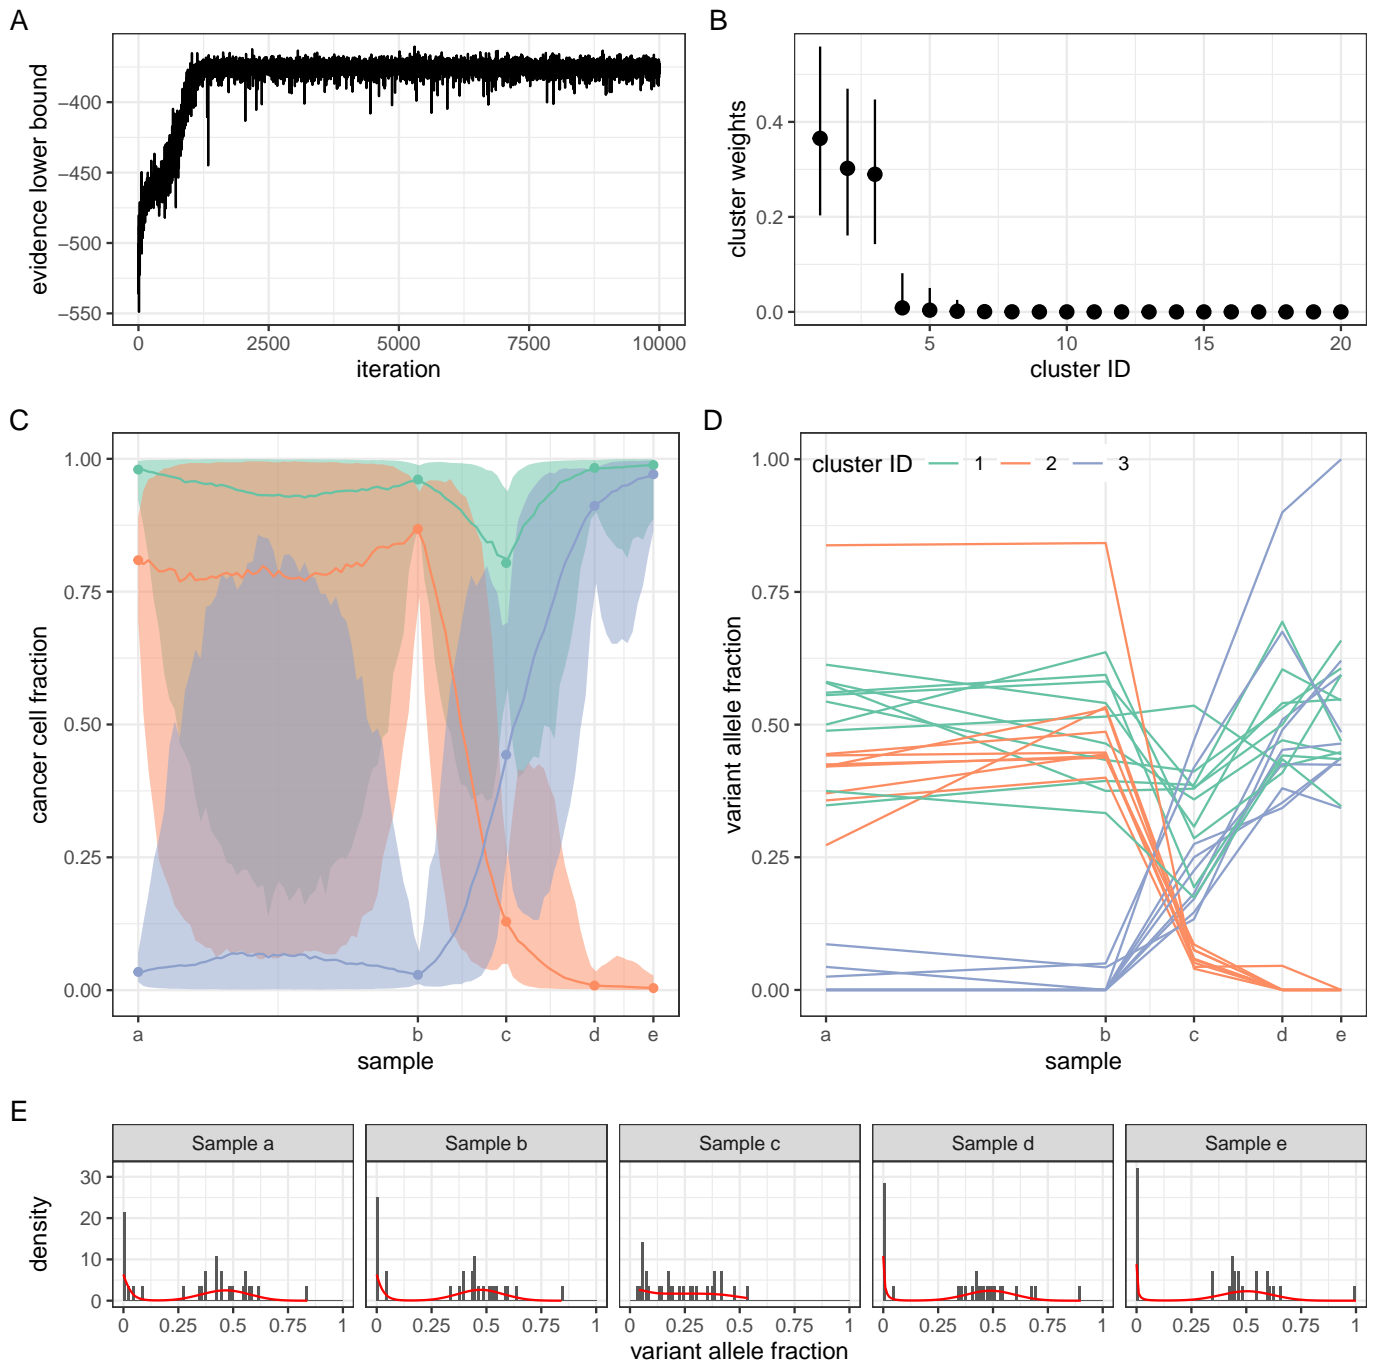 A
evidence lower bound
−400
−450
−500
−550
0 2500 5000 7500 10000
iteration
B
cluster weights
0.4
0.2
0.0
5 10 15 20
cluster ID
C
cancer cell fraction
1.00
0.75
0.50
0.25
0.00
a b c d e
sample
D
variant allele fraction
cluster ID 1 2 3
1.00
0.75
0.50
0.25
0.00
a b c d e
sample
E
Sample a Sample b Sample c Sample d Sample e
density
30
20
10
0
0 0.25 0.5 0.75 1 0 0.25 0.5 0.75 1 0 0.25 0.5 0.75 1 0 0.25 0.5 0.75 1 0 0.25 0.5 0.75 1
variant allele fraction